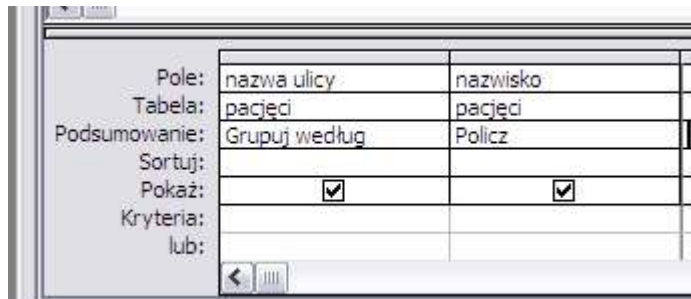 Pole: nazwa ulicy nazwisko
Tabela: pacjęci pacjęci
Podsumowanie: Grupuj według Policz
Sortuj:
Pokaż:
Kryteria:
lub: